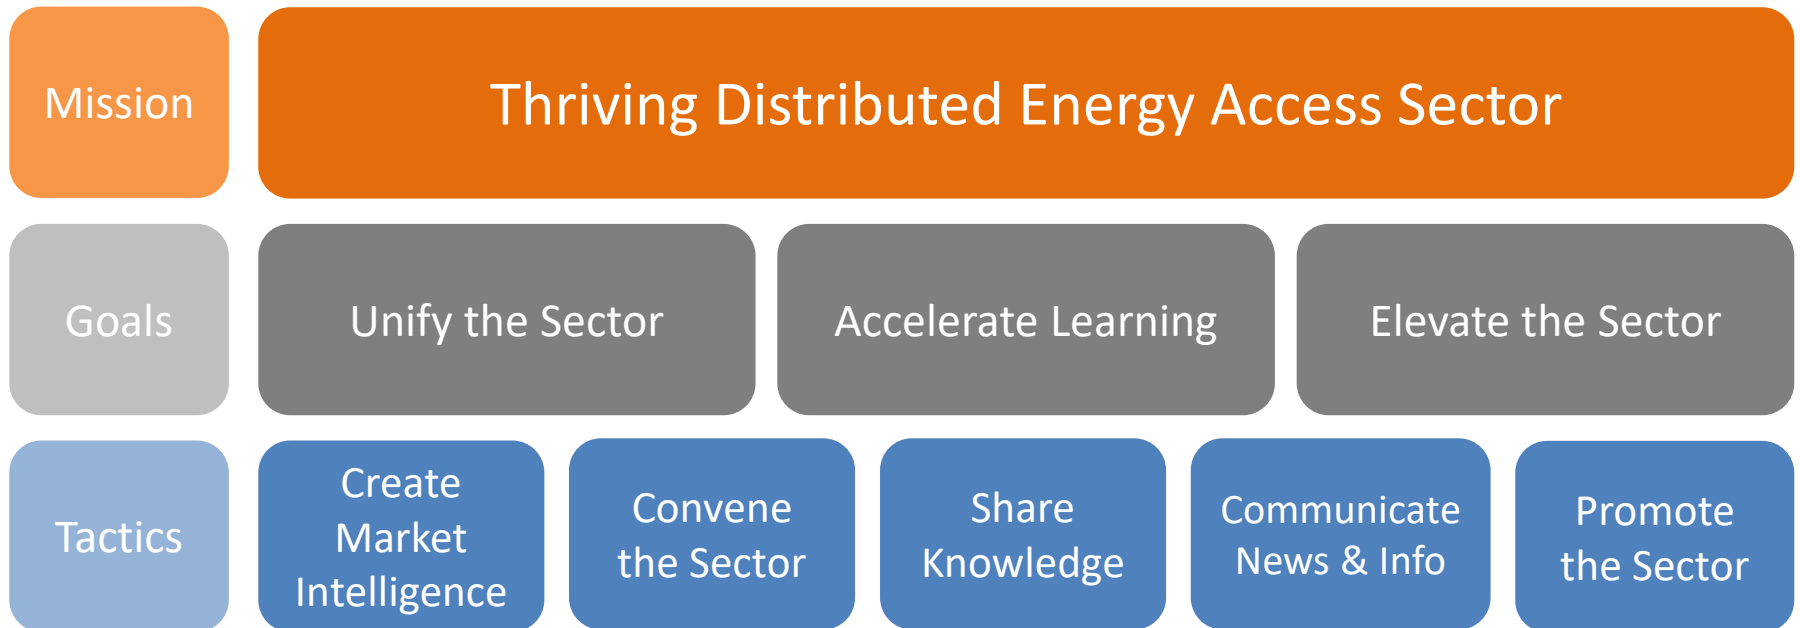 Mission
Thriving Distributed Energy Access Sector
Goals
Unify the Sector
Accelerate Learning
Elevate the Sector
Tactics
Create
Market
Intelligence
Convene
the Sector
Share
Knowledge
Communicate
News & Info
Promote
the Sector